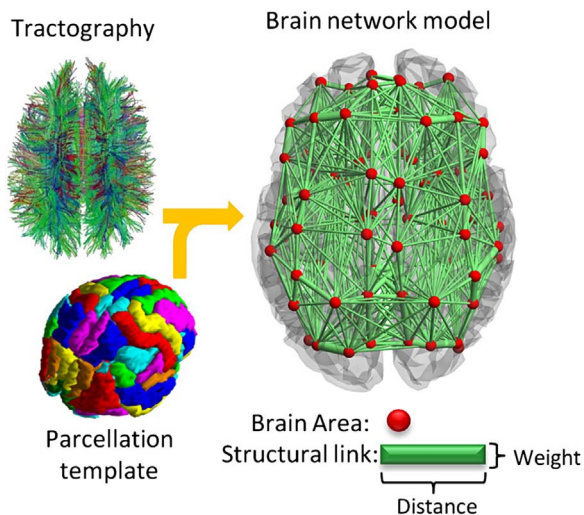 Tractography
Brain network model
Parcellation
template
Brain Area:
Structural link:
Weight
Distance